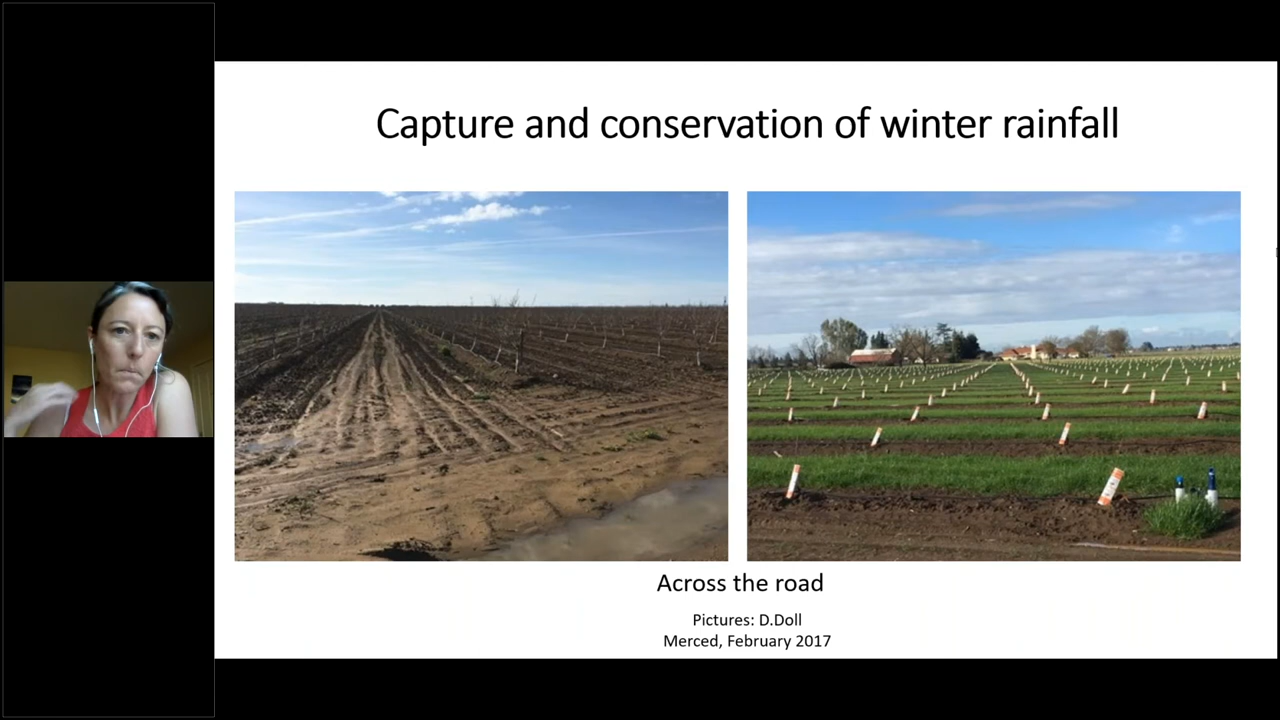 Capture and conservation of winter rainfall
Across the road
Pictures: D.Doll
Merced, February 2017